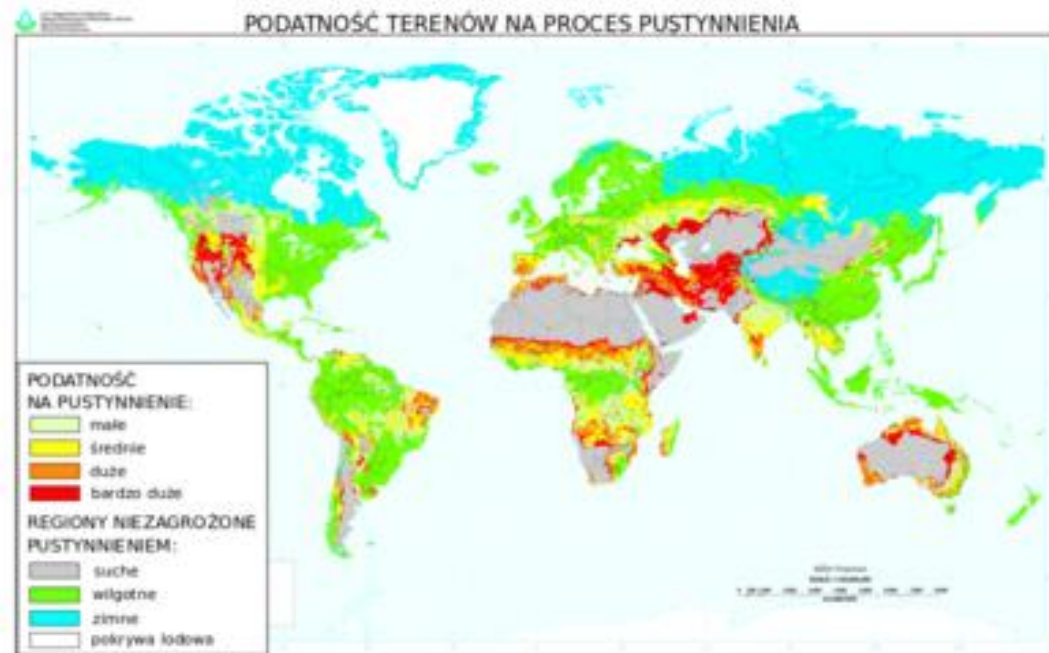 PODATNOŚĆ TERENÓW NA PROCES PUSTYNNIENIA
PODATNOŚĆ
NA PUSTYNNIENIE:
małe
średnie
duże
bardzo duże
REGIONY NIEZAGROŻONE
PUSTYNNIENIEM:
suche
wilgotne
zimne
pokrywa lodowa